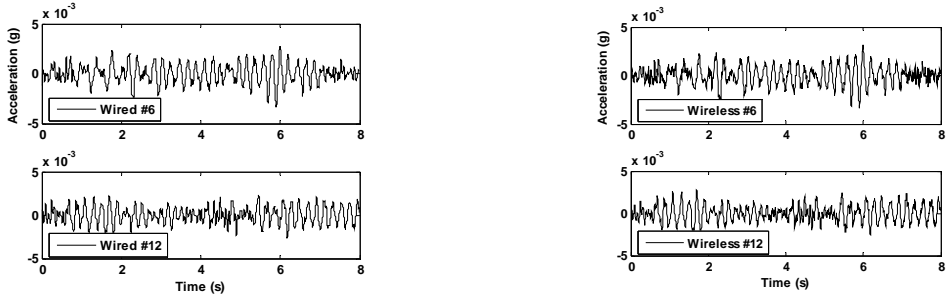 x 10-3
5
0
-5
Acceleration (g)
Wired #6
0 2 4 6 8
x 10-3
5
0
-5
Wired #12
0 2 4 6 8
Time (s)
x 10-3
5
0
-5
Acceleration (g)
Wireless #6
0 2 4 6 8
x 10-3
5
0
-5
Wireless #12
0 2 4 6 8
Time (s)